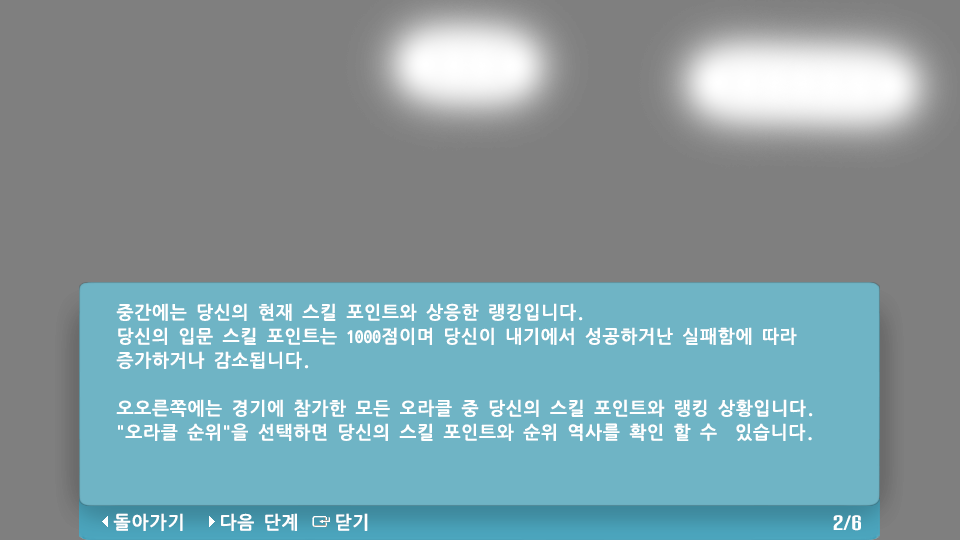 중간에는 당신의 현재 스킬 포인트와 상응한 랭킹입니다.
당신의 입문 스킬 포인트는 1000점이며 당신이 내기에서 성공하거난 실패함에 따라
증가하거나 감소됩니다.
오오른쪽에는 경기에 참가한 모든 오라클 중 당신의 스킬 포인트와 랭킹 상황입니다.
"오라클 순위"을 선택하면 당신의 스킬 포인트와 순위 역사를 확인 할 수 있습니다.
돌아가기 다음 단계 닫기 2/6